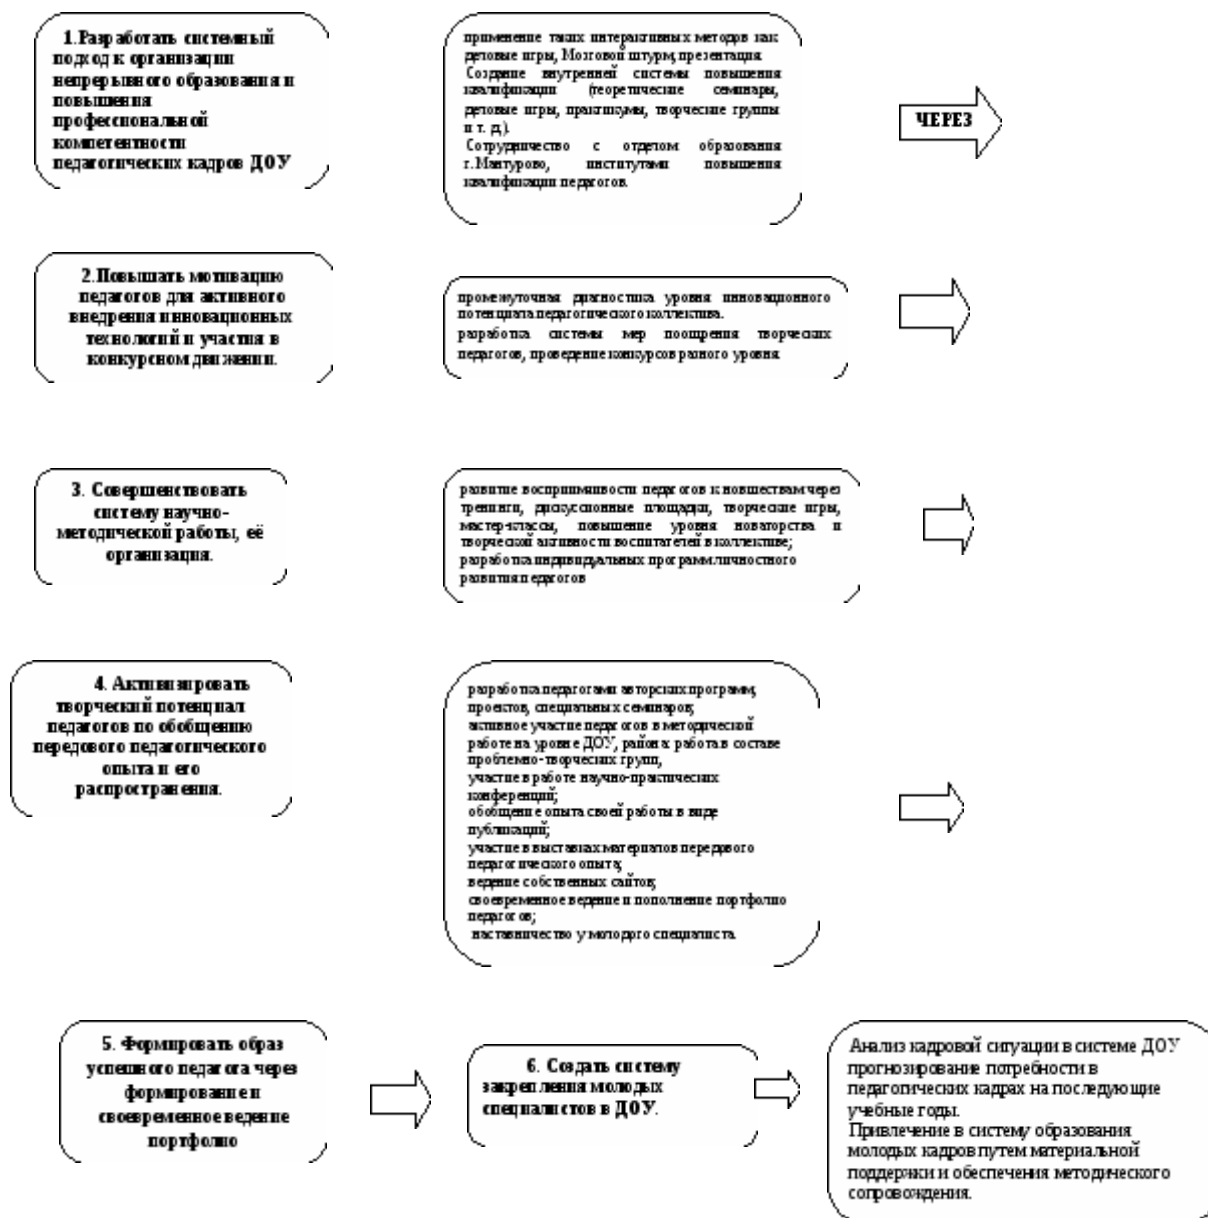 1.Разработать системный
подход к организации
непрерывного образования и
повышения
профессиональной
компетентности
педагогических кадров ДОУ
применение таких интерактивных методов как
деловые игры, Мозговой штурм, презентация.
Создание внутренней системы повышения
квалификации (теоретические семинары,
деловые игры, практикумы, творческие группы
и т. д.).
Сотрудничество с отделом образования
г.Мантурово, институтами повышения
квалификации педагогов.
ЧЕРЕЗ
2.Повышать мотивацию
педагогов для активного
внедрения инновационных
технологий и участия в
конкурсном движении.
промежуточная диагностика уровня инновационного
потенциала педагогического коллектива.
разработка системы мер поощрения творческих
педагогов, проведение конкурсов разного уровня.
3. Совершенствовать
систему научно-
методической работы, её
организация.
развитие восприимчивости педагогов к новшествам через
тренинги, дискуссионные площадки, творческие игры,
мастер-классы, повышение уровня новаторства и
творческой активности воспитателей в коллективе;
разработка индивидуальных программ личностного
развития педагогов
4. Активизировать
творческий потенциал
педагогов по обобщению
передового педагогического
опыта и его
распространения.
разработка педагогами авторских программ,
проектов, специальных семинаров;
активное участие педагогов в методической
работе на уровне ДОУ, района: работа в составе
проблемно-творческих групп,
участие в работе научно-практических
конференций;
обобщение опыта своей работы в виде
публикаций;
участие в выставках материалов передового
педагогического опыта;
ведение собственных сайтов;
своевременное ведение и пополнение портфолио
педагогов;
наставничество у молодого специалиста.
5. Формировать образ
успешного педагога через
формирование и
своевременное ведение
портфолио
6. Создать систему
закрепления молодых
специалистов в ДОУ.
Анализ кадровой ситуации в системе ДОУ
прогнозирование потребности в
педагогических кадрах на последующие
учебные годы.
Привлечение в систему образования
молодых кадров путем материальной
поддержки и обеспечения методического
сопровождения.